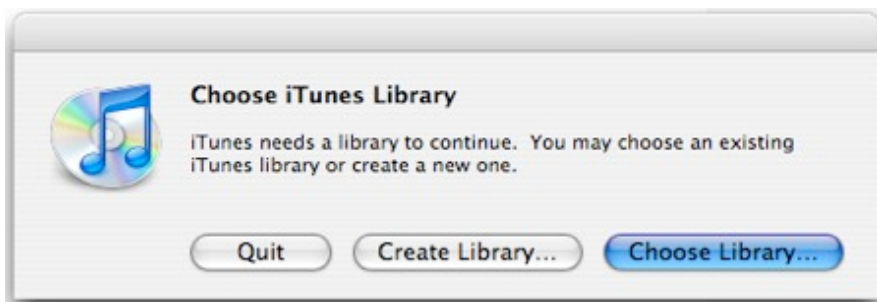 Choose iTunes Library
iTunes needs a library to continue.  You may choose an existing
iTunes library or create a new one.
Quit
Create Library...
Choose Library...